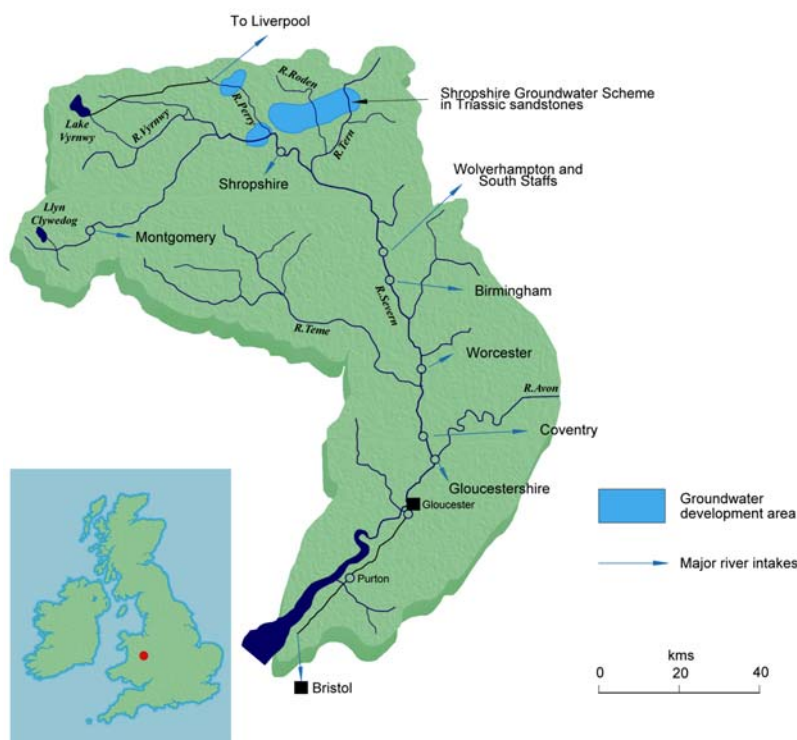 To Liverpool
R.Roden
Shropshire Groundwater Scheme
in Triassic sandstones
R.Perry
Lake
Vyrnwy
R.Vyrnwy
R.Tern
Wolverhampton and
South Staffs
Shropshire
Llyn
Clywedog
Montgomery
Birmingham
R.Severn
R.Teme
Worcester
R.Avon
Coventry
Gloucestershire
Gloucester
Groundwater
development area
Major river intakes
Purton
kms
0 20 40
Bristol